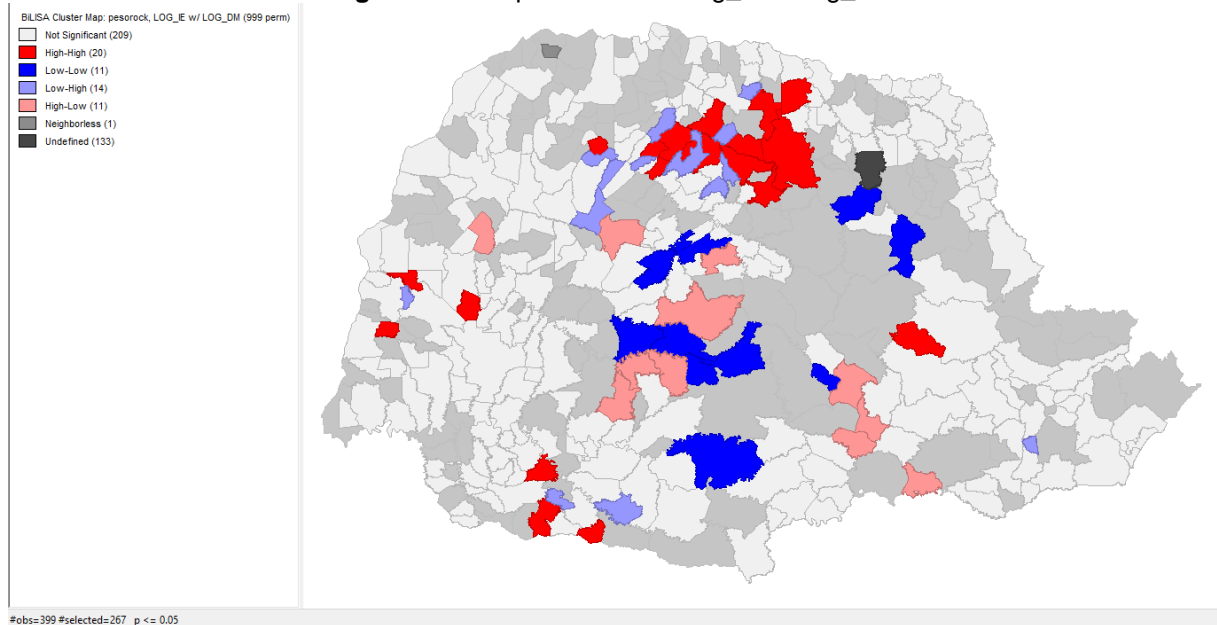 BiLISA Cluster Map: pesorock, LOG_IE w/ LOG_DM (999 perm)
Not Significant (209)
High-High (20)
Low-Low (11)
Low-High (14)
High-Low (11)
Neighborless (1)
Undefined (133)
#obs=399 #selected=267 p <= 0.05